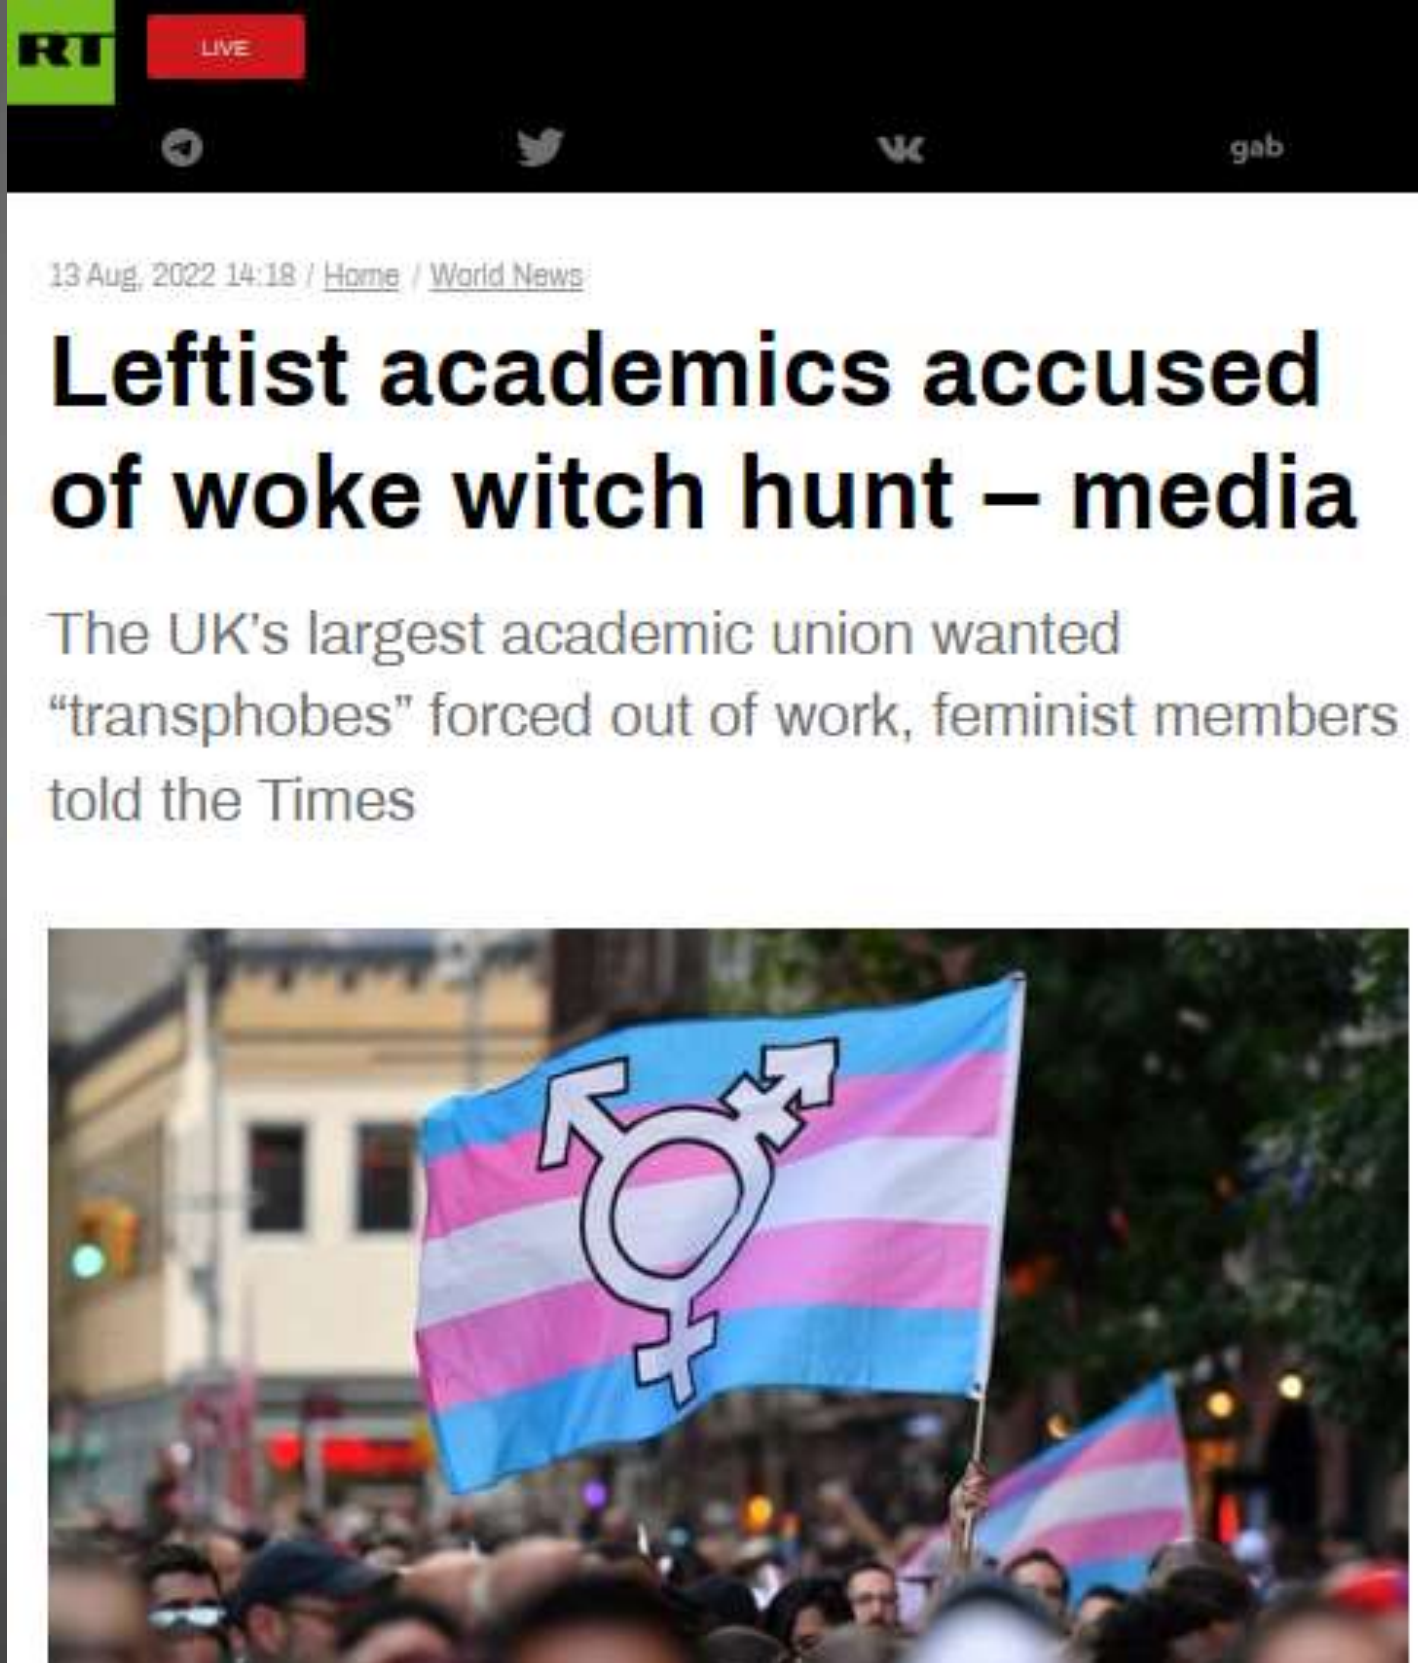 RT
LIVE
gab
13 Aug, 2022 14:18 / Home / World News
Leftist academics accused
of woke witch hunt – media
The UK’s largest academic union wanted
“transphobes” forced out of work, feminist members
told the Times